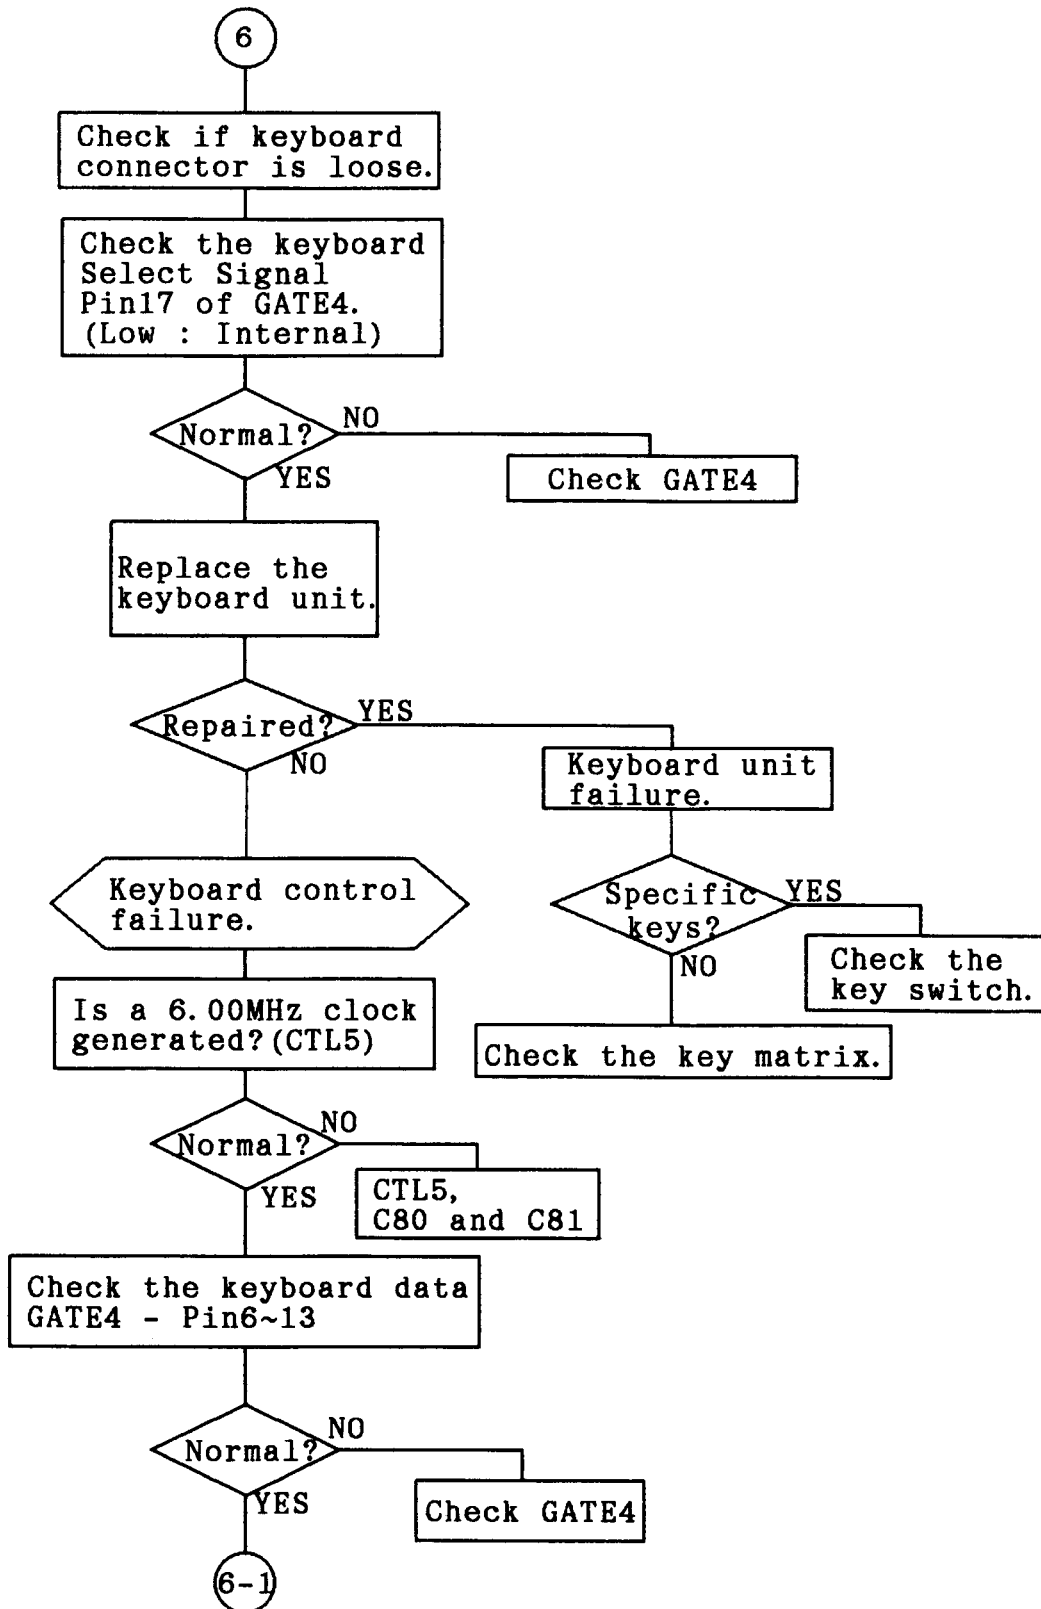 6
Check if keyboard
connector is loose.
Check the keyboard
Select Signal
Pin17 of GATE4.
(Low : Internal)
Normal?
NO
YES
Check GATE4
Replace the
keyboard unit.
Repaired?
YES
NO
Keyboard unit
failure.
Keyboard control
failure.
Specific
keys?
YES
NO
Check the
key switch.
Check the key matrix.
Is a 6.00MHz clock
generated?(CTL5)
Normal?
NO
YES
CTL5,
C80 and C81
Check the keyboard data
GATE4 - Pin6~13
Normal?
NO
YES
Check GATE4
6-1